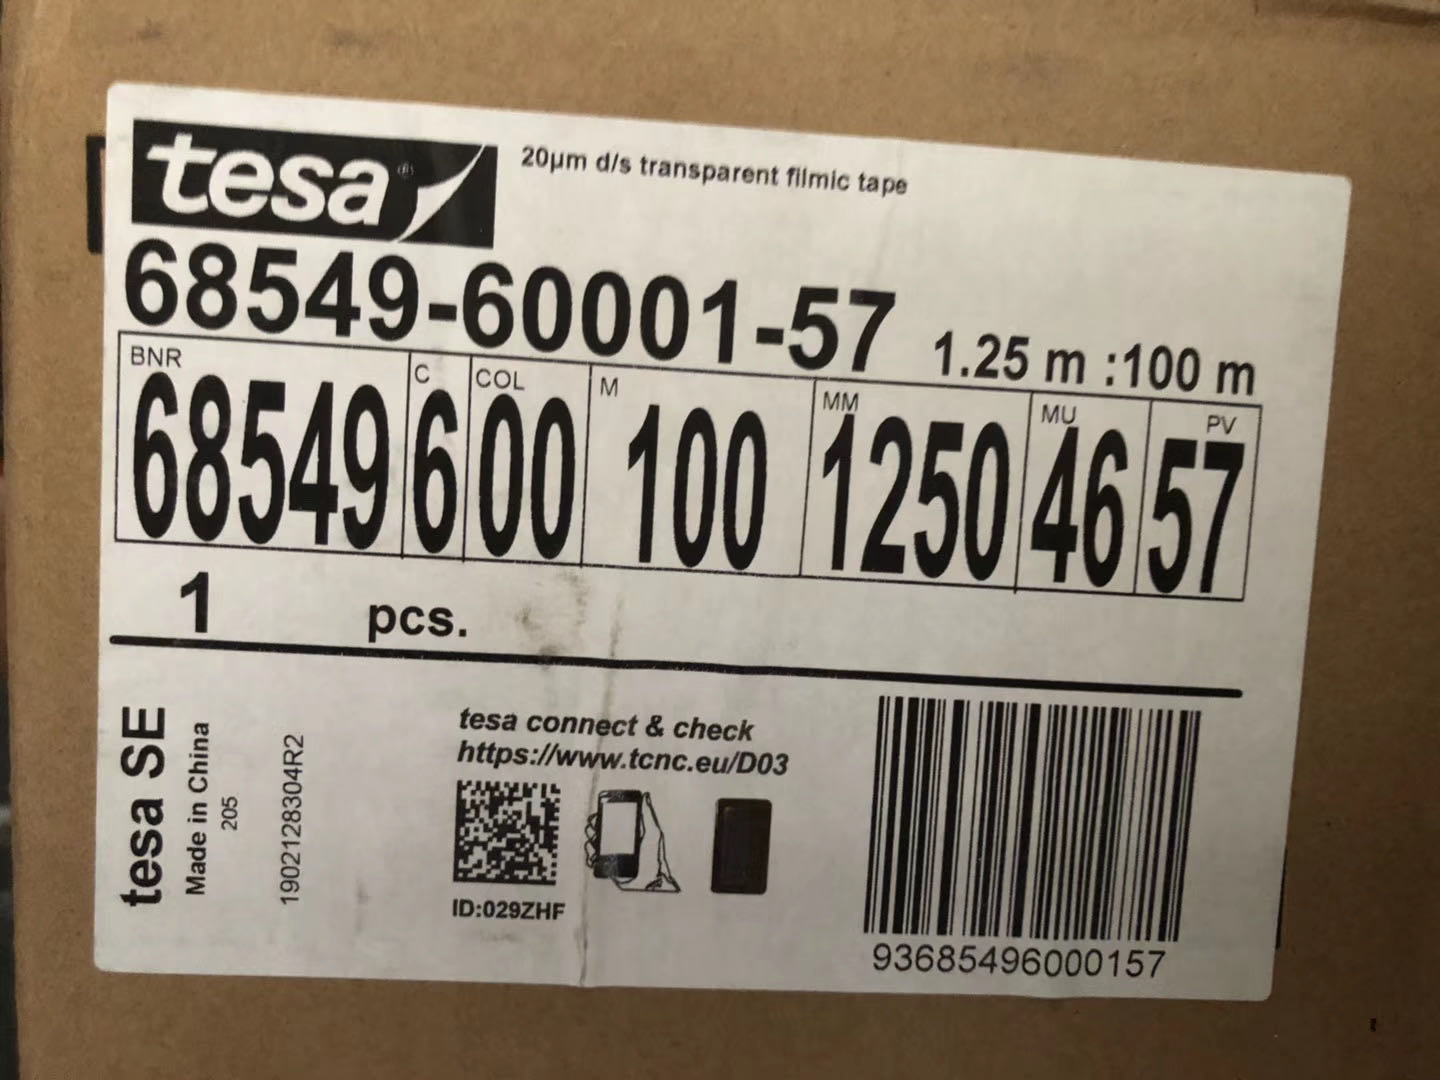 tesa®
20µm d/s transparent filmic tape
68549-60001-57 1.25 m :100 m
BNR C COL M MM MU PV
68549 6 00 100 1250 46 57
1 pcs.
tesa SE
Made in China
205
1902128304R2
tesa connect & check
https://www.tcnc.eu/D03
ID:029ZHF
93685496000157